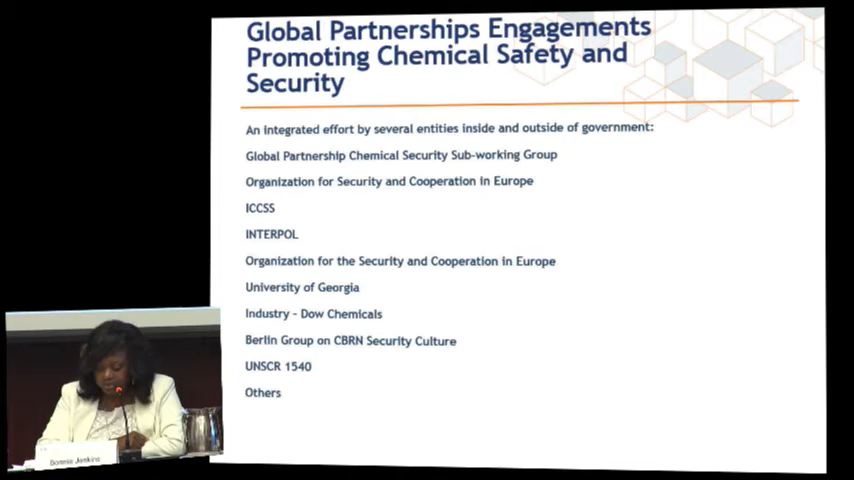 Global Partnerships Engagements
Promoting Chemical Safety and
Security
An integrated effort by several entities inside and outside of government:
Global Partnership Chemical Security Sub-working Group
Organization for Security and Cooperation in Europe
ICCSS
INTERPOL
Organization for the Security and Cooperation in Europe
University of Georgia
Industry - Dow Chemicals
Berlin Group on CBRN Security Culture
UNSCR 1540
Others
Bonnie Jenkins